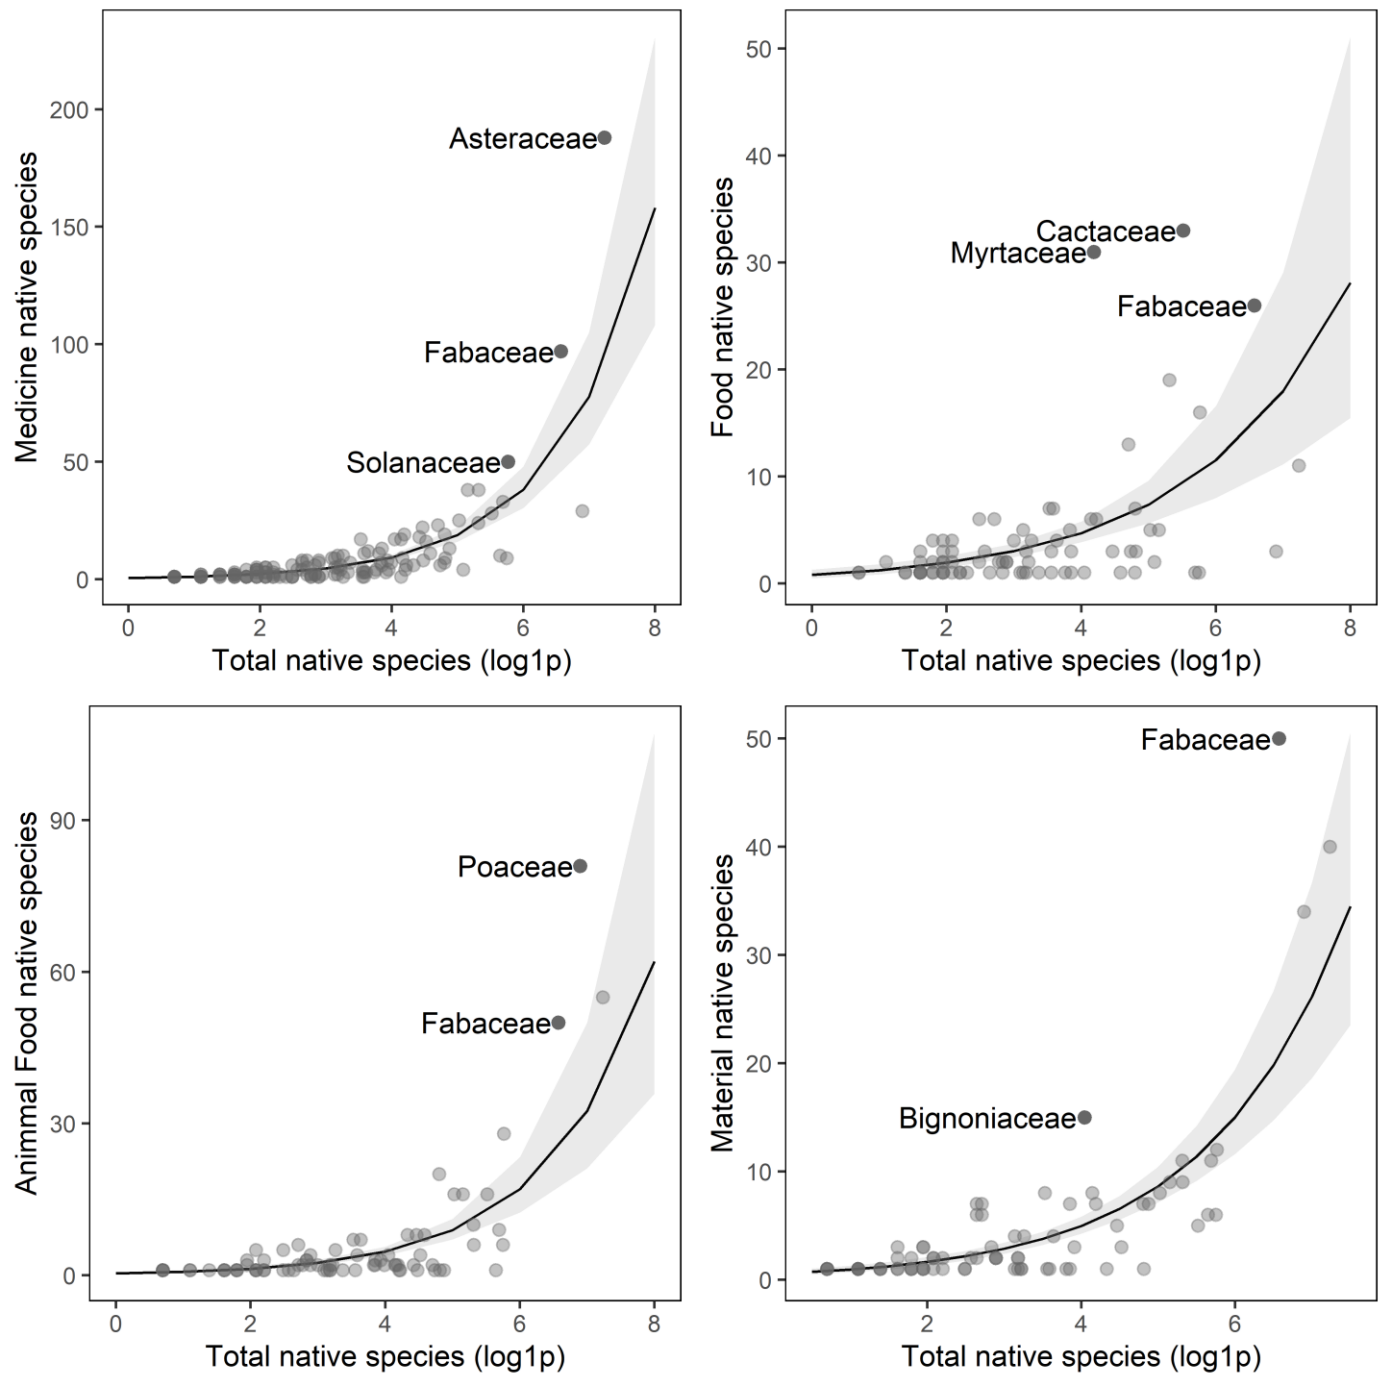 Medicine native species
200
150
100
50
0
Asteraceae
Fabaceae
Solanaceae
0 2 4 6 8
Total native species (log1p)
Food native species
50
40
30
20
10
0
Cactaceae
Myrtaceae
Fabaceae
0 2 4 6 8
Total native species (log1p)
Aninmal Food native species
90
60
30
0
Poaceae
Fabaceae
0 2 4 6 8
Total native species (log1p)
Material native species
50
40
30
20
10
0
Fabaceae
Bignoniaceae
2 4 6
Total native species (log1p)